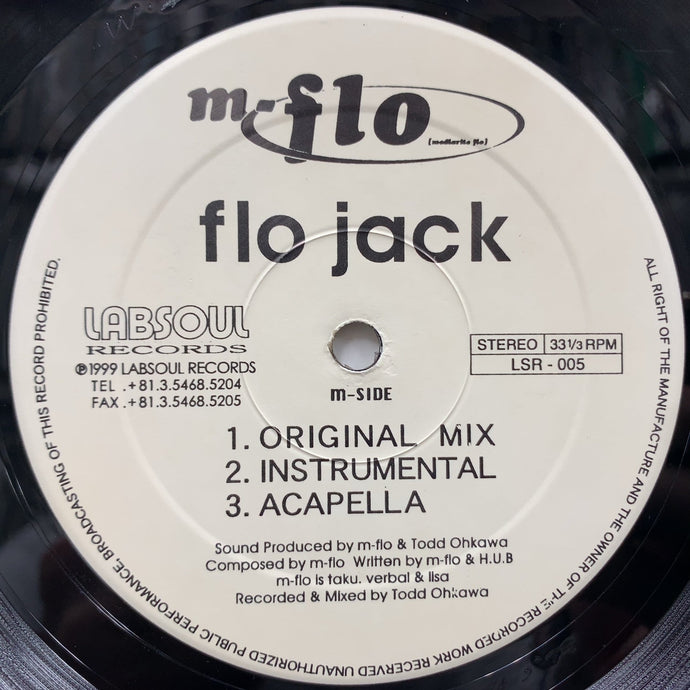 m-flo
[mediarite flo]
flo jack
LABSOUL
RECORDS
℗1999 LABSOUL RECORDS
TEL .+81.3.5468.5204
FAX .+81.3.5468.5205
STEREO 33 1/3 RPM
LSR - 005
m-SIDE
1. ORIGINAL MIX
2. INSTRUMENTAL
3. ACAPELLA
Sound Produced by m-flo & Todd Ohkawa
Composed by m-flo Written by m-flo & H.U.B
m-flo is taku. verbal & lisa
Recorded & Mixed by Todd Ohkawa
ALL RIGHT OF THE MANUFACTURE AND THE OWNER OF THE RECORDED WORK RECERVED UNAUTHORIZED PUBLIC PERFORMANCE, BROADCASTING OF THIS RECORD PROHIBITED.